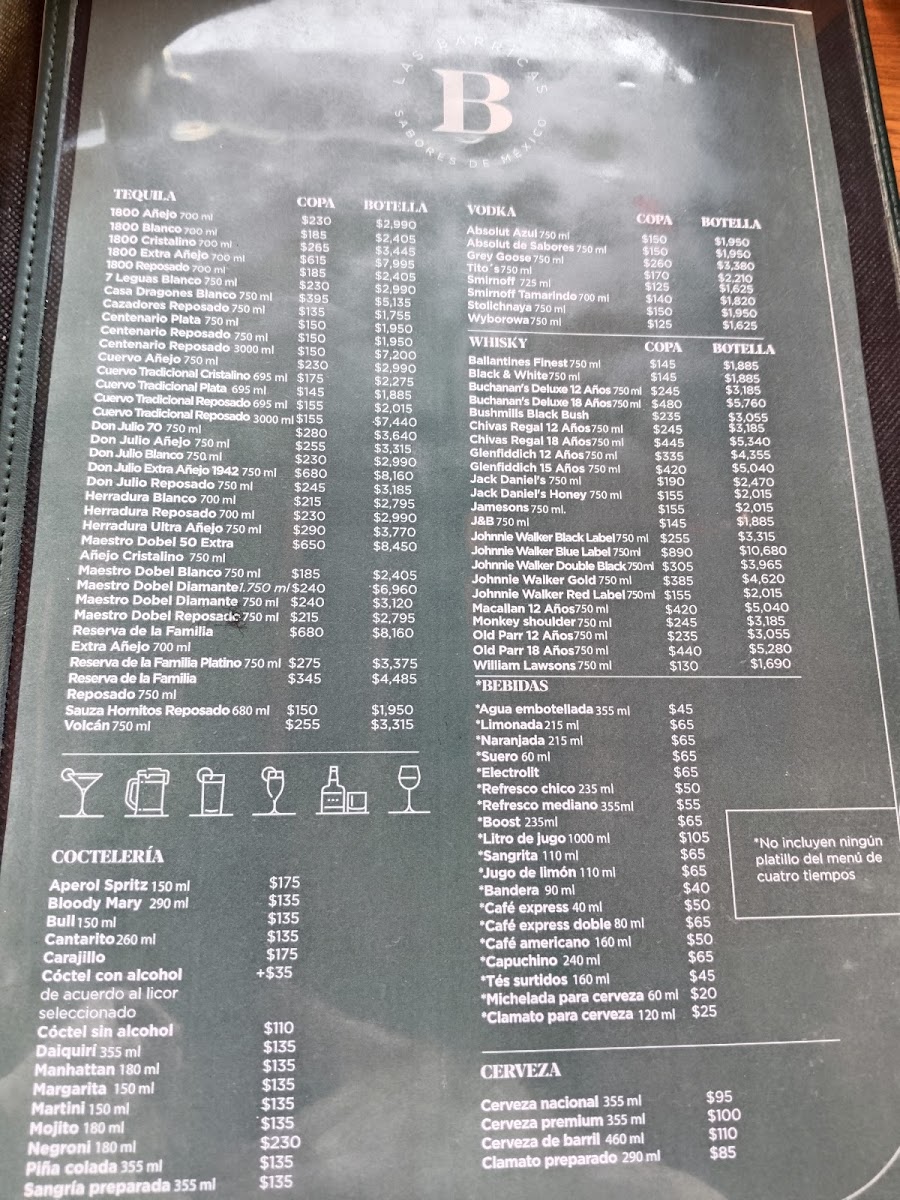 LAS BARRICAS
B
SABORES DE MÉXICO
TEQUILA COPA BOTELLA
1800 Añejo 700 ml $230 $2,990
1800 Blanco 700 ml $185 $2,405
1800 Cristalino 700 ml $265 $3,445
1800 Extra Añejo 700 ml $615 $7,995
1800 Reposado 700 ml $185 $2,405
7 Leguas Blanco 750 ml $230 $2,990
Casa Dragones Blanco 750 ml $395 $5,135
Cazadores Reposado 750 ml $135 $1,755
Centenario Plata 750 ml $150 $1,950
Centenario Reposado 750 ml $150 $1,950
Centenario Reposado 3000 ml $150 $7,200
Cuervo Añejo 750 ml $230 $2,990
Cuervo Tradicional Cristalino 695 ml $175 $2,275
Cuervo Tradicional Plata 695 ml $145 $1,885
Cuervo Tradicional Reposado 695 ml $155 $2,015
Cuervo Tradicional Reposado 3000 ml $155 $7,440
Don Julio 70 750 ml $280 $3,640
Don Julio Añejo 750 ml $255 $3,315
Don Julio Blanco 750 ml $230 $2,990
Don Julio Extra Añejo 1942 750 ml $680 $8,160
Don Julio Reposado 750 ml $245 $3,185
Herradura Blanco 700 ml $215 $2,795
Herradura Reposado 700 ml $230 $2,990
Herradura Ultra Añejo 750 ml $290 $3,770
Maestro Dobel 50 Extra $650 $8,450
Añejo Cristalino 750 ml
Maestro Dobel Blanco 750 ml $185 $2,405
Maestro Dobel Diamante 1.750 ml $240 $6,960
Maestro Dobel Diamante 750 ml $240 $3,120
Maestro Dobel Reposado 750 ml $215 $2,795
Reserva de la Familia $680 $8,160
Extra Añejo 700 ml
Reserva de la Familia Platino 750 ml $275 $3,375
Reserva de la Familia $345 $4,485
Reposado 750 ml
Sauza Hornitos Reposado 680 ml $150 $1,950
Volcán 750 ml $255 $3,315
COCTELERÍA
Aperol Spritz 150 ml $175
Bloody Mary 290 ml $135
Bull 150 ml $135
Cantarito 260 ml $135
Carajillo $175
Cóctel con alcohol +$35
de acuerdo al licor
seleccionado
Cóctel sin alcohol $110
Daiquirí 355 ml $135
Manhattan 180 ml $135
Margarita 150 ml $135
Martini 150 ml $135
Mojito 180 ml $135
Negroni 180 ml $230
Piña colada 355 ml $135
Sangría preparada 355 ml $135
VODKA COPA BOTELLA
Absolut Azul 750 ml $150 $1,950
Absolut de Sabores 750 ml $150 $1,950
Grey Goose 750 ml $260 $3,380
Tito´s 750 ml $170 $2,210
Smirnoff 725 ml $125 $1,625
Smirnoff Tamarindo 700 ml $140 $1,820
Stolichnaya 750 ml $150 $1,950
Wyborowa 750 ml $125 $1,625
WHISKY COPA BOTELLA
Ballantines Finest 750 ml $145 $1,885
Black & White 750 ml $145 $1,885
Buchanan's Deluxe 12 Años 750 ml $245 $3,185
Buchanan's Deluxe 18 Años 750 ml $480 $5,760
Bushmills Black Bush $235 $3,055
Chivas Regal 12 Años 750 ml $245 $3,185
Chivas Regal 18 Años 750 ml $445 $5,340
Glenfiddich 12 Años 750 ml $335 $4,355
Glenfiddich 15 Años 750 ml $420 $5,040
Jack Daniel's 750 ml $190 $2,470
Jack Daniel's Honey 750 ml $155 $2,015
Jamesons 750 ml. $155 $2,015
J&B 750 ml $145 $1,885
Johnnie Walker Black Label 750 ml $255 $3,315
Johnnie Walker Blue Label 750ml $890 $10,680
Johnnie Walker Double Black 750ml $305 $3,965
Johnnie Walker Gold 750 ml $385 $4,620
Johnnie Walker Red Label 750ml $155 $2,015
Macallan 12 Años 750 ml $420 $5,040
Monkey shoulder 750 ml $245 $3,185
Old Parr 12 Años 750 ml $235 $3,055
Old Parr 18 Años 750 ml $440 $5,280
William Lawsons 750 ml $130 $1,690
*BEBIDAS
*Agua embotellada 355 ml $45
*Limonada 215 ml $65
*Naranjada 215 ml $65
*Suero 60 ml $65
*Electrolit $65
*Refresco chico 235 ml $50
*Refresco mediano 355ml $55
*Boost 235ml $65
*Litro de jugo 1000 ml $105
*Sangrita 110 ml $65
*Jugo de limón 110 ml $65
*Bandera 90 ml $40
*Café express 40 ml $50
*Café express doble 80 ml $65
*Café americano 160 ml $50
*Capuchino 240 ml $65
*Tés surtidos 160 ml $45
*Michelada para cerveza 60 ml $20
*Clamato para cerveza 120 ml $25
*No incluyen ningún
platillo del menú de
cuatro tiempos
CERVEZA
Cerveza nacional 355 ml $95
Cerveza premium 355 ml $100
Cerveza de barril 460 ml $110
Clamato preparado 290 ml $85